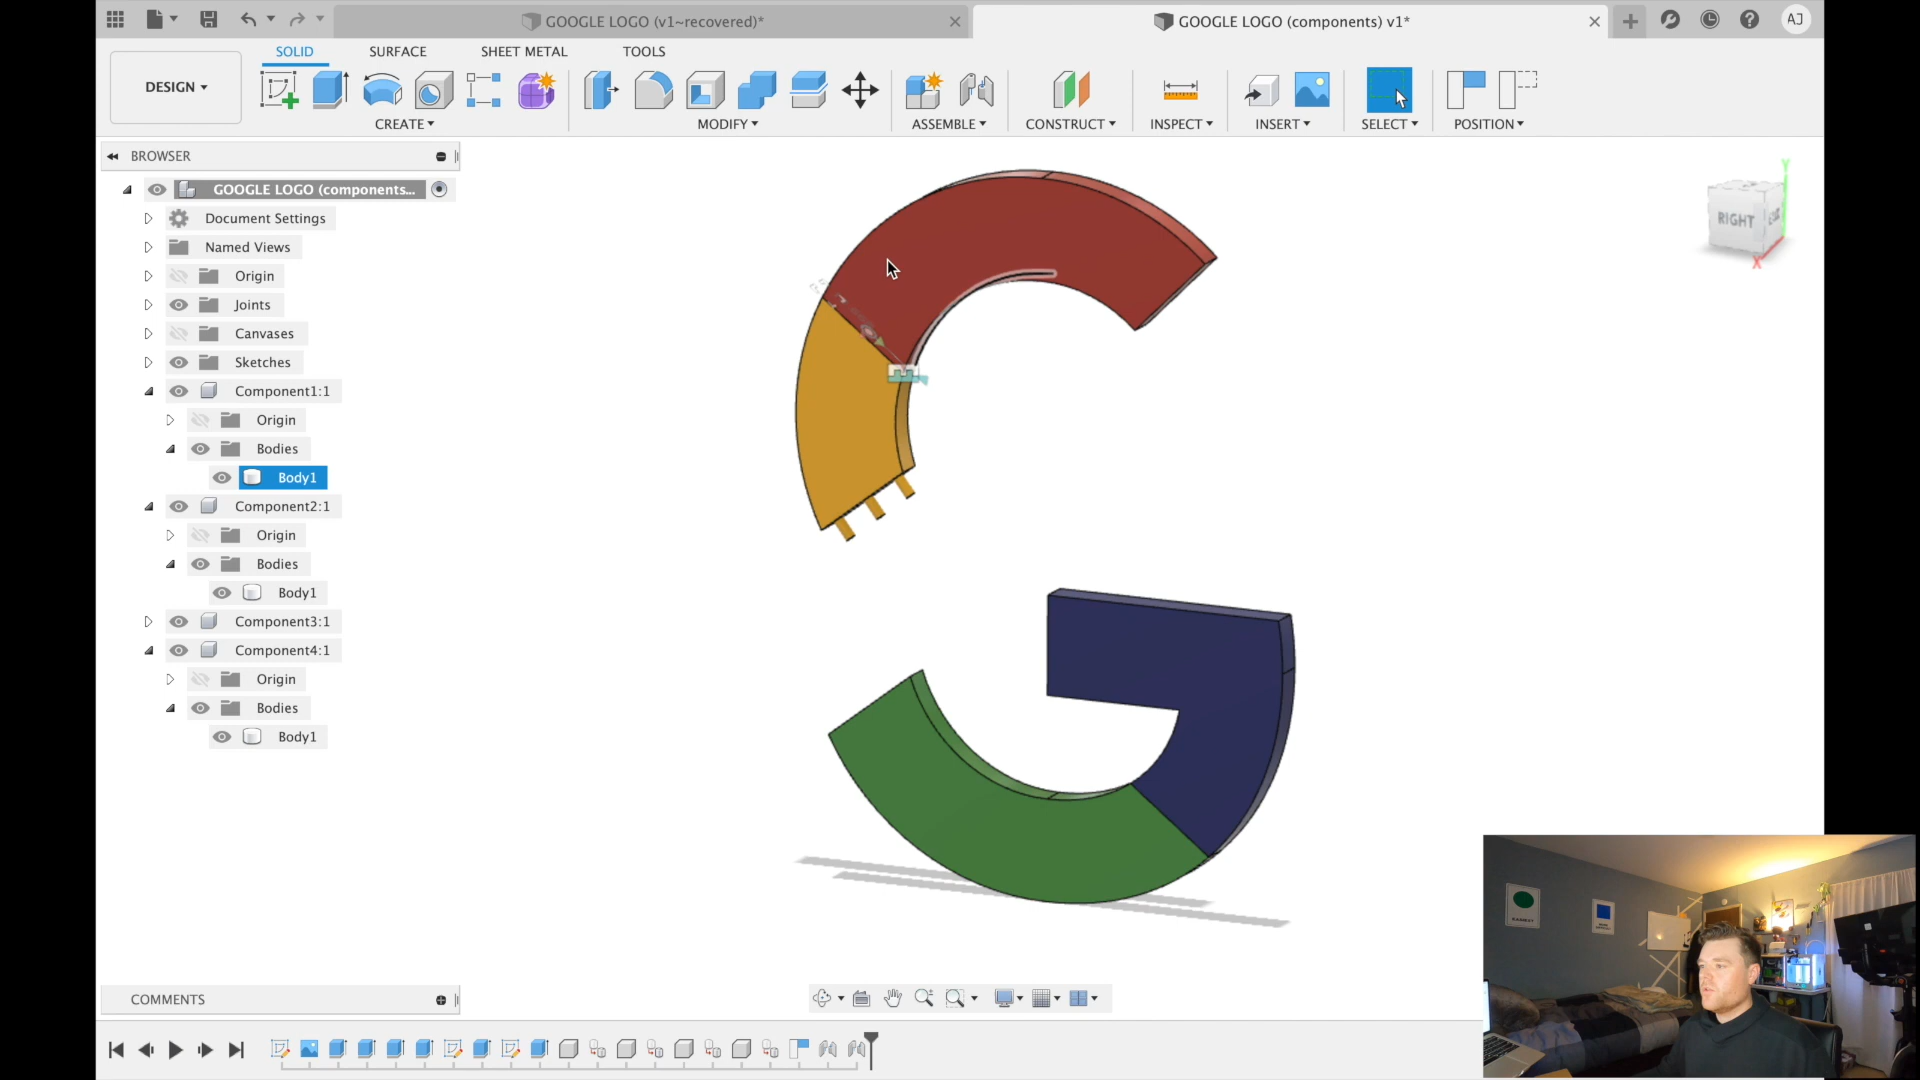 GOOGLE LOGO (v1~recovered)*
GOOGLE LOGO (components) v1*
AJ
DESIGN
SOLID
SURFACE
SHEET METAL
TOOLS
CREATE
MODIFY
ASSEMBLE
CONSTRUCT
INSPECT
INSERT
SELECT
POSITION
BROWSER
GOOGLE LOGO (components...
Document Settings
Named Views
Origin
Joints
Canvases
Sketches
Component1:1
Origin
Bodies
Body1
Component2:1
Origin
Bodies
Body1
Component3:1
Component4:1
Origin
Bodies
Body1
Y
RIGHT
X
COMMENTS